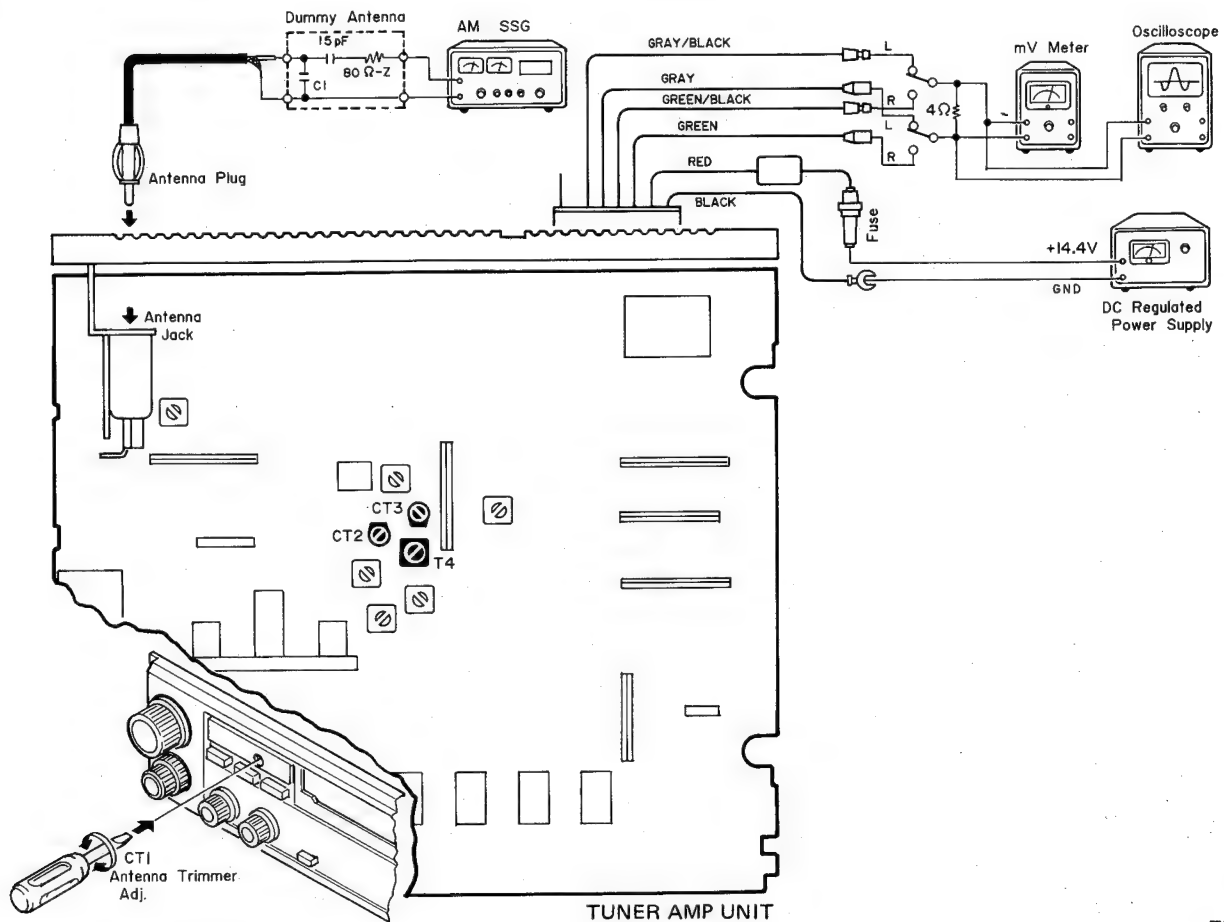 Dummy Antenna
15pF
80Ω-Z
C1
AM SSG
Antenna Plug
GRAY/BLACK
GRAY
GREEN/BLACK
GREEN
RED
BLACK
L
R
L
R
4Ω
mV Meter
Oscilloscope
Fuse
+14.4V
GND
DC Regulated
Power Supply
Antenna
Jack
CT3
CT2
T4
CT1
Antenna Trimmer
Adj.
TUNER AMP UNIT